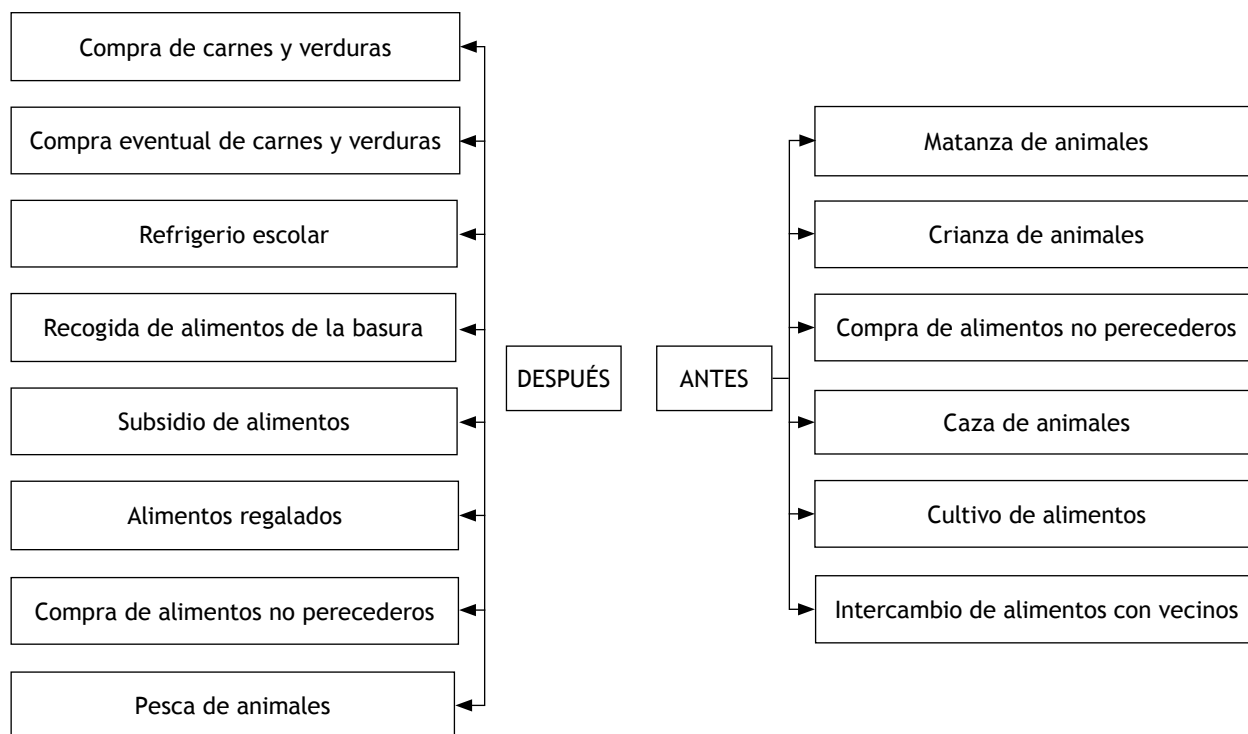 Compra de carnes y verduras
Compra eventual de carnes y verduras
Refrigerio escolar
Recogida de alimentos de la basura
Subsidio de alimentos
Alimentos regalados
Compra de alimentos no perecederos
Pesca de animales
DESPUÉS
ANTES
Matanza de animales
Crianza de animales
Compra de alimentos no perecederos
Caza de animales
Cultivo de alimentos
Intercambio de alimentos con vecinos